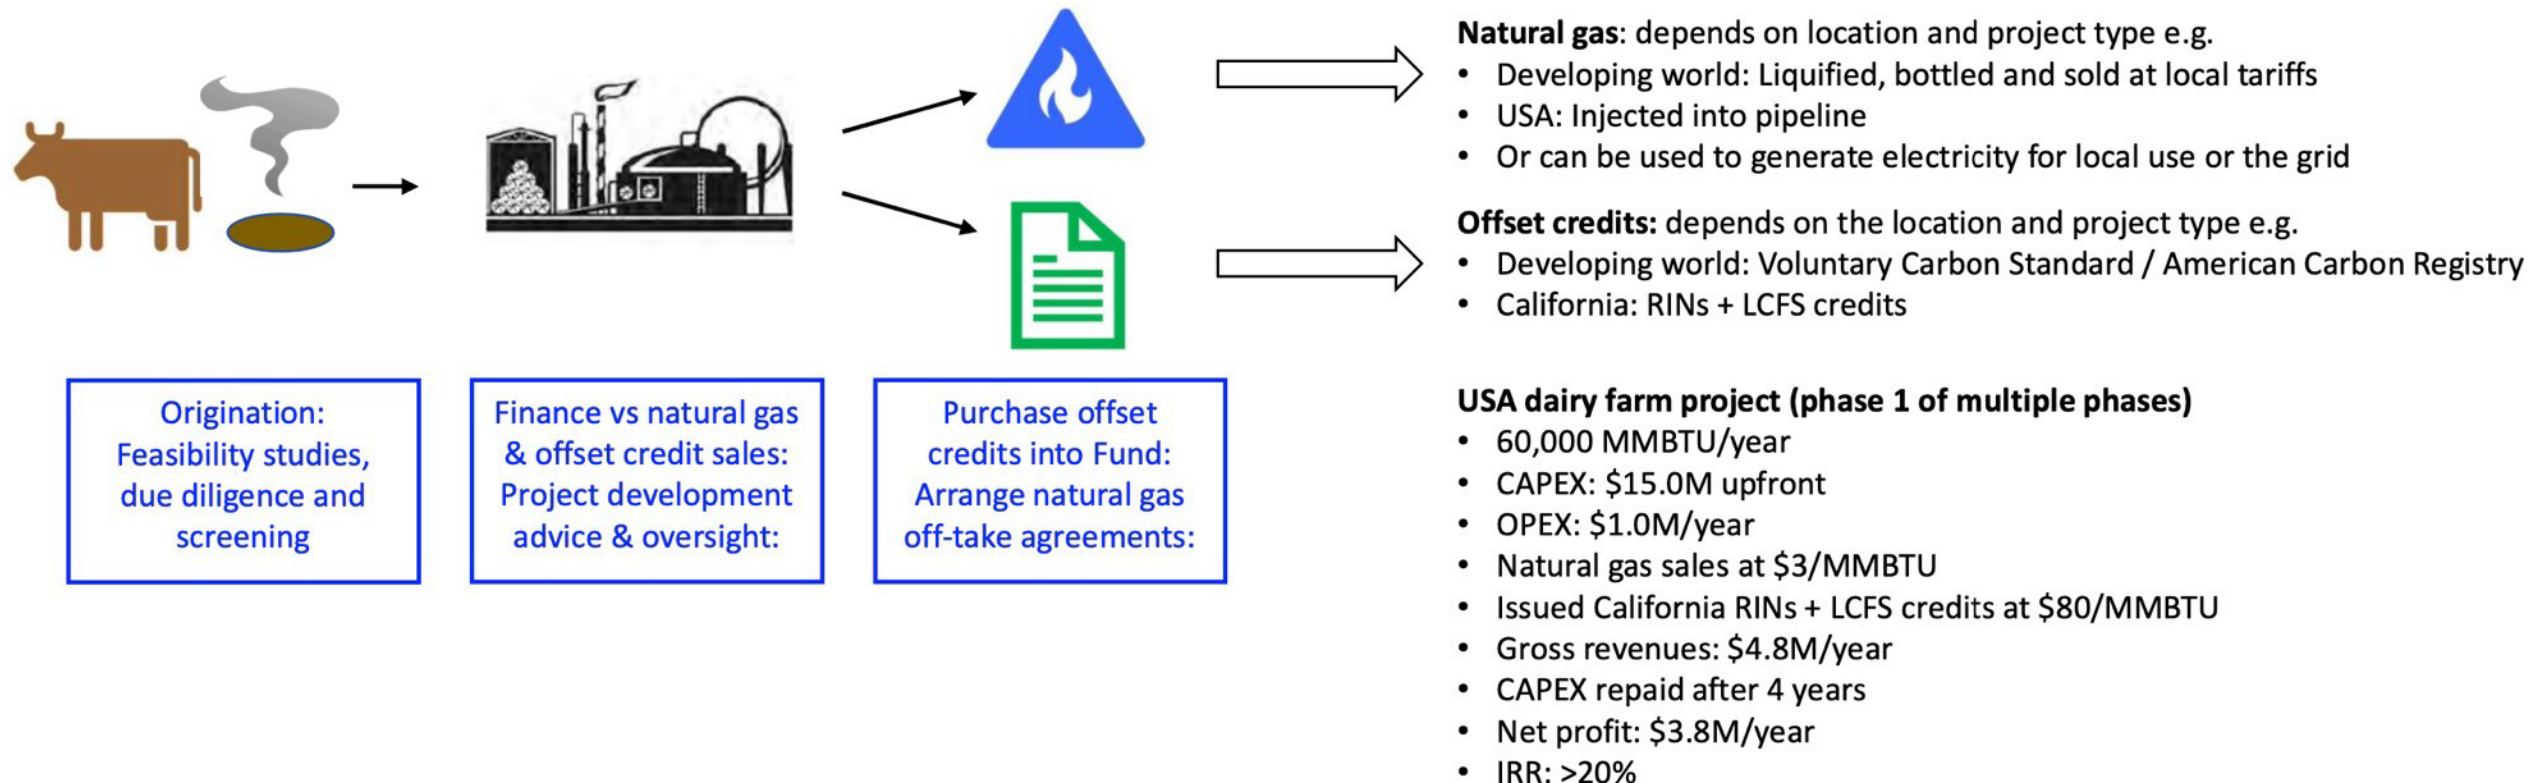 Natural gas: depends on location and project type e.g.
• Developing world: Liquified, bottled and sold at local tariffs
• USA: Injected into pipeline
• Or can be used to generate electricity for local use or the grid
Offset credits: depends on the location and project type e.g.
• Developing world: Voluntary Carbon Standard / American Carbon Registry
• California: RINs + LCFS credits
Origination:
Feasibility studies,
due diligence and
screening
Finance vs natural gas
& offset credit sales:
Project development
advice & oversight:
Purchase offset
credits into Fund:
Arrange natural gas
off-take agreements:
USA dairy farm project (phase 1 of multiple phases)
• 60,000 MMBTU/year
• CAPEX: $15.0M upfront
• OPEX: $1.0M/year
• Natural gas sales at $3/MMBTU
• Issued California RINs + LCFS credits at $80/MMBTU
• Gross revenues: $4.8M/year
• CAPEX repaid after 4 years
• Net profit: $3.8M/year
• IRR: >20%